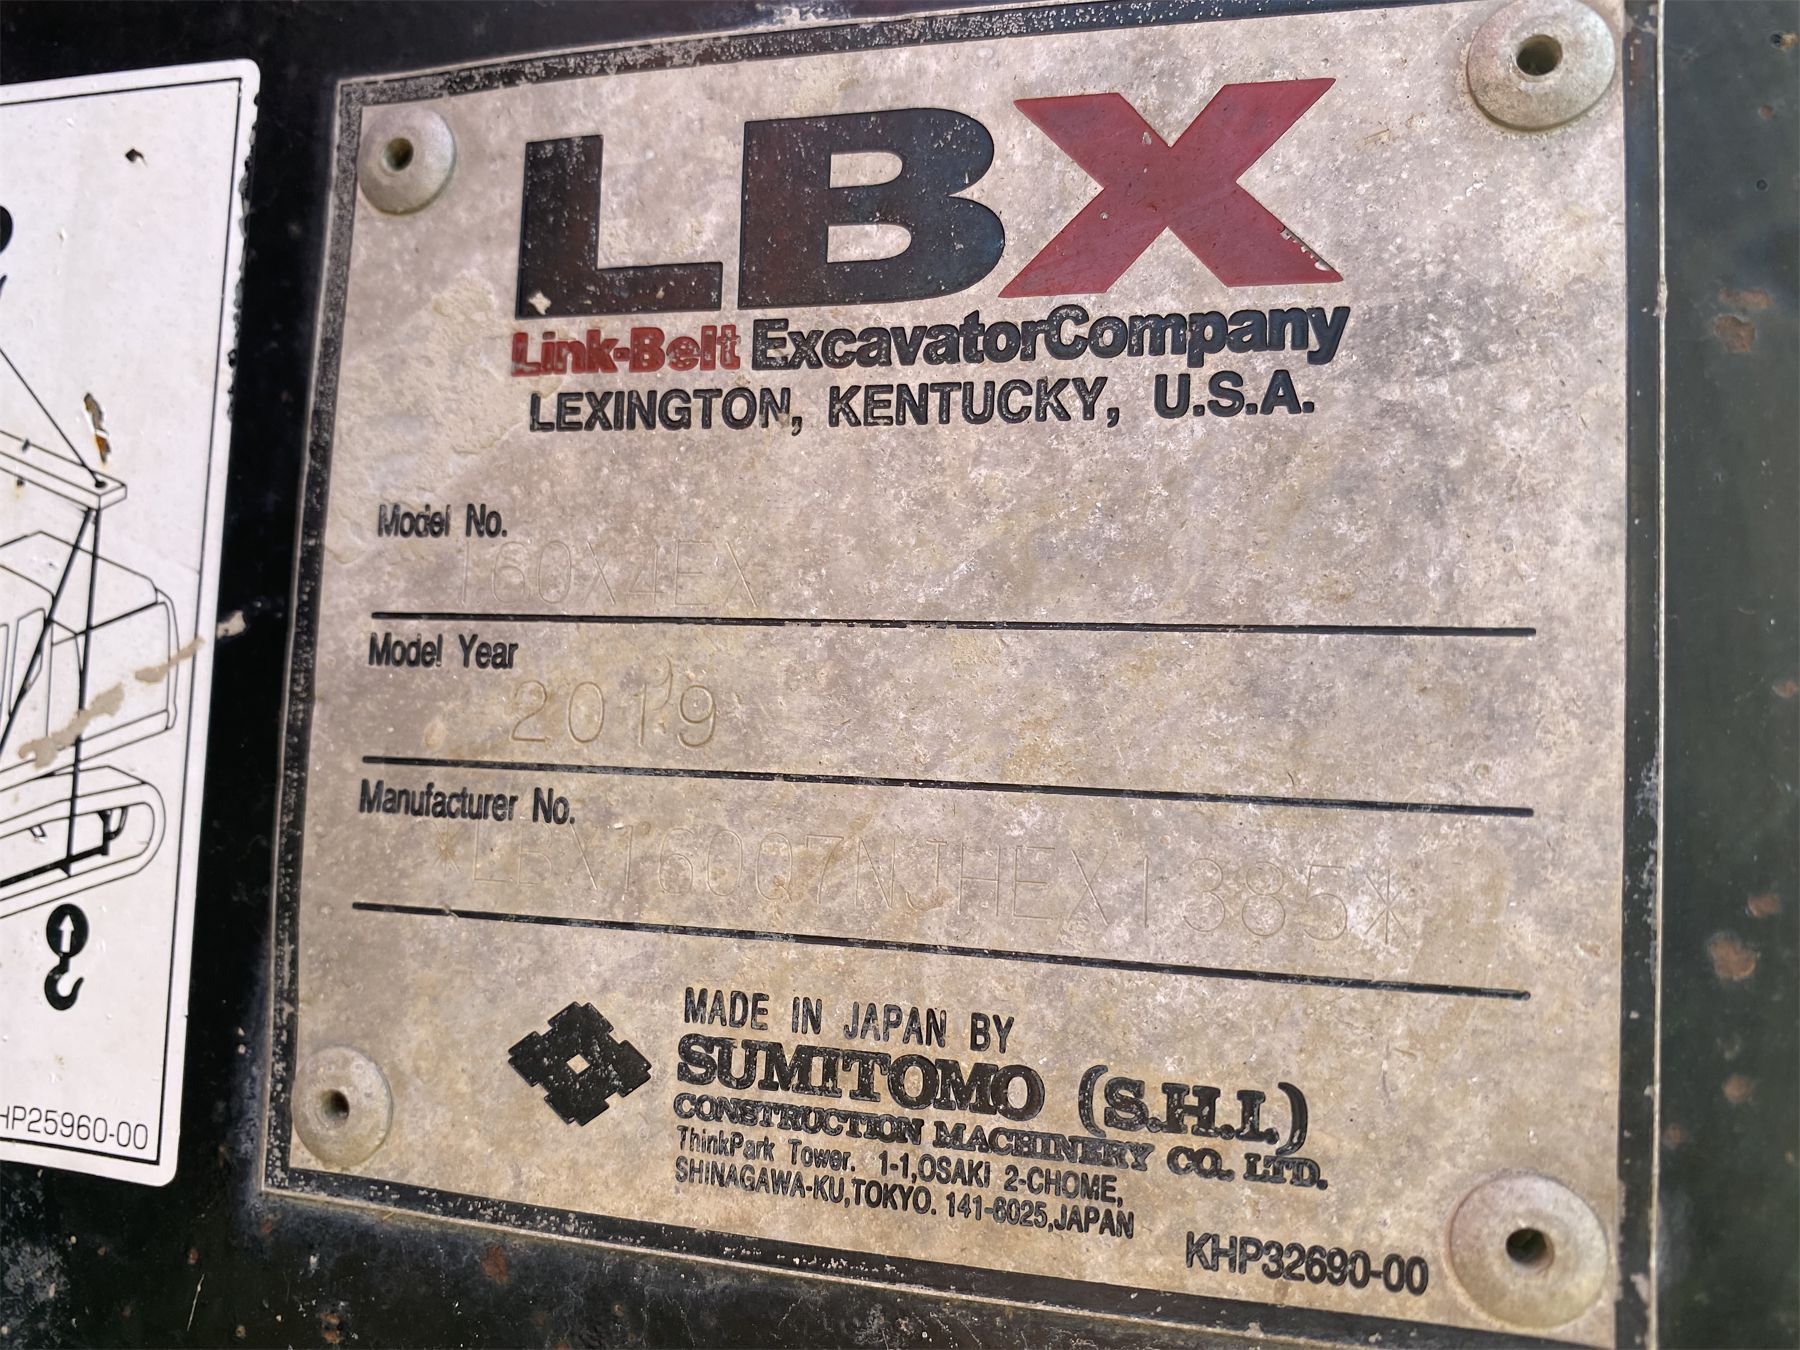 LBX
Link-Belt ExcavatorCompany
LEXINGTON, KENTUCKY, U.S.A.
Model No.
160X4EX
Model Year
2019
Manufacturer No.
*LBX16007NJHEX1385*
MADE IN JAPAN BY
SUMITOMO (S.H.I.)
CONSTRUCTION MACHINERY CO. LTD.
ThinkPark Tower. 1-1,OSAKI 2-CHOME,
SHINAGAWA-KU,TOKYO. 141-6025,JAPAN
KHP32690-00
HP25960-00